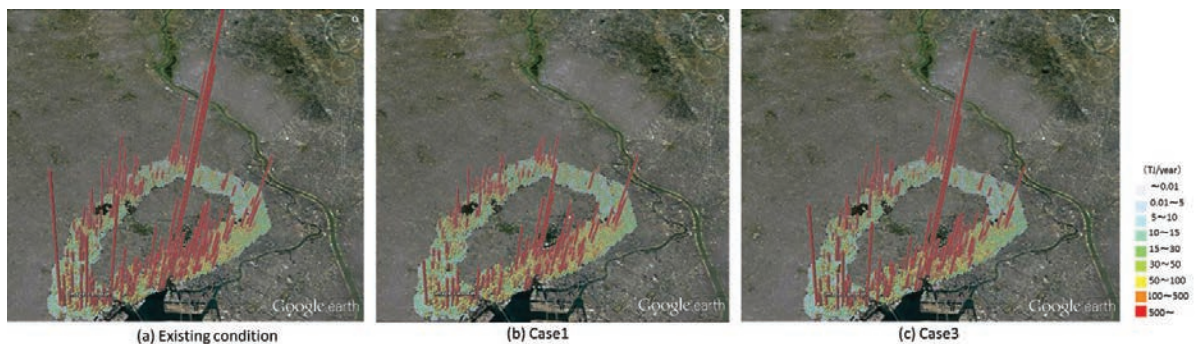 Google earth
Google earth
Google earth
(a) Existing condition
(b) Case1
(c) Case3
(TJ/year)
～0.01
0.01～5
5～10
10～15
15～30
30～50
50～100
100～500
500～